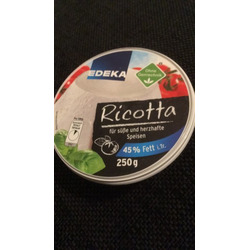 EDEKA
Ricotta
für süße und herzhafte
Speisen
45% Fett i.Tr.
250g